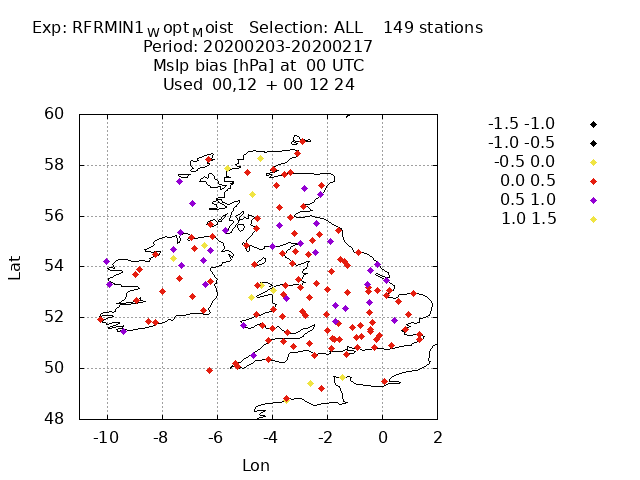 Exp: RFRMIN1WoptMoist Selection: ALL 149 stations
Period: 20200203-20200217
Mslp bias [hPa] at 00 UTC
Used 00,12 + 00 12 24
-1.5 -1.0
-1.0 -0.5
-0.5 0.0
0.0 0.5
0.5 1.0
1.0 1.5
60
58
56
54
52
50
48
Lat
-10 -8 -6 -4 -2 0 2
Lon